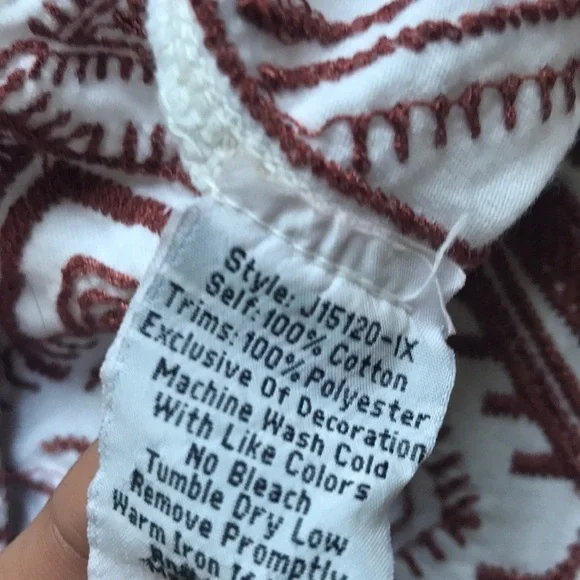 Style: J15120-1X
Self: 100% Cotton
Trims: 100% Polyester
Exclusive Of Decoration
Machine Wash Cold
With Like Colors
No Bleach
Tumble Dry Low
Remove Promptly
Warm Iron